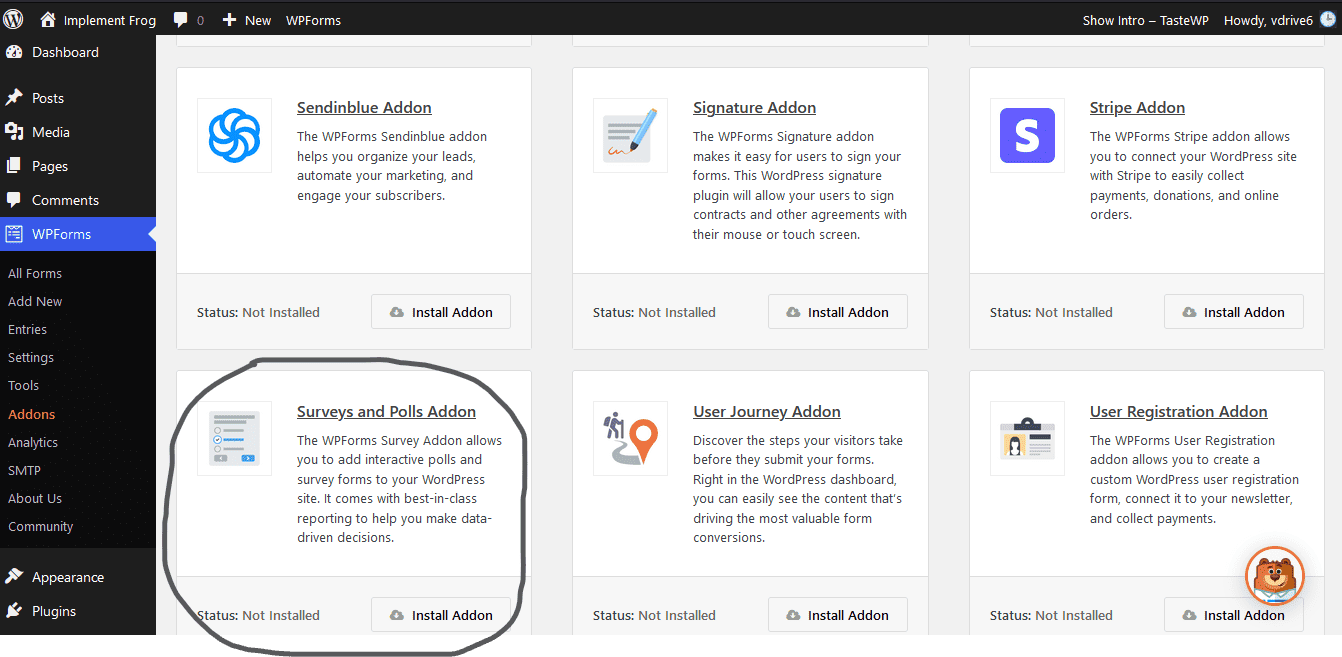 Implement Frog
0
New
WPForms
Show Intro – TasteWP
Howdy, vdrive6
Dashboard
Posts
Media
Pages
Comments
WPForms
All Forms
Add New
Entries
Settings
Tools
Addons
Analytics
SMTP
About Us
Community
Appearance
Plugins
Sendinblue Addon
The WPForms Sendinblue addon
helps you organize your leads,
automate your marketing, and
engage your subscribers.
Status: Not Installed
Install Addon
Signature Addon
The WPForms Signature addon
makes it easy for users to sign your
forms. This WordPress signature
plugin will allow your users to sign
contracts and other agreements with
their mouse or touch screen.
Status: Not Installed
Install Addon
S
Stripe Addon
The WPForms Stripe addon allows
you to connect your WordPress site
with Stripe to easily collect
payments, donations, and online
orders.
Status: Not Installed
Install Addon
Surveys and Polls Addon
The WPForms Survey Addon allows
you to add interactive polls and
survey forms to your WordPress
site. It comes with best-in-class
reporting to help you make data-
driven decisions.
Status: Not Installed
Install Addon
User Journey Addon
Discover the steps your visitors take
before they submit your forms.
Right in the WordPress dashboard,
you can easily see the content that's
driving the most valuable form
conversions.
Status: Not Installed
Install Addon
User Registration Addon
The WPForms User Registration
addon allows you to create a
custom WordPress user registration
form, connect it to your newsletter,
and collect payments.
Status: Not Installed
Install Addon